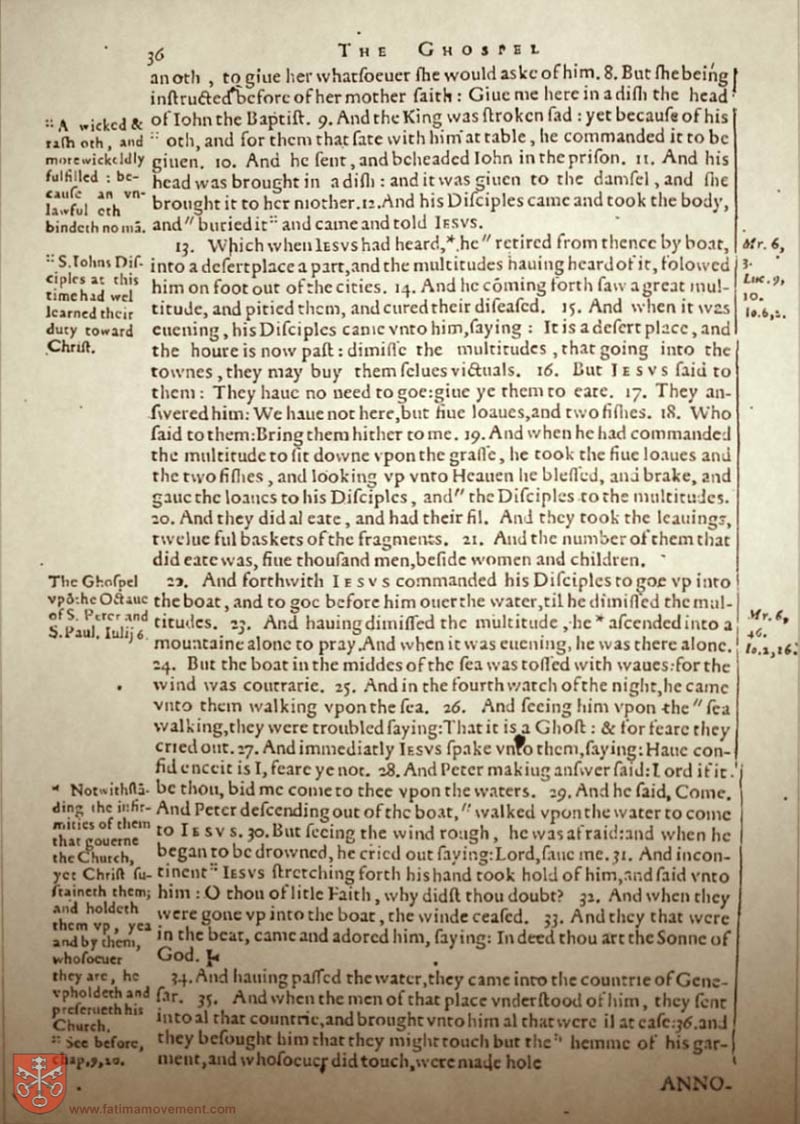 36
THE GHOSPEL
an oth, to giue her whatſoeuer ſhe would aske of him. 8. But ſhe being
inſtructed before of her mother ſaith: Giue me here in a diſh the head
of Iohn the Baptiſt. 9. And the King was ſtroken ſad: yet becauſe of his
:: oth, and for them that ſate with him at table, he commanded it to be
giuen. 10. And he ſent, and beheaded Iohn in the priſon. 11. And his
head was brought in a diſh: and it was giuen to the damſel, and ſhe
brought it to her mother. 12. And his Diſciples came and took the body,
and" buried it :: and came and told IESVS.
:: A wicked &
raſh oth, and
more wickeldly
fulfilled: be-
cauſe an vn-
lawful oth
bindeth no mã.
13. Which when IESVS had heard, * he" retired from thence by boat,
into a deſert place a part, and the multitudes hauing heard of it, folowed
him on foot out of the cities. 14. And he cõming forth ſaw a great mul-
titude, and pitied them, and cured their diſeaſed. 15. And when it was
euening, his Diſciples came vnto him, ſaying: It is a deſert place, and
the houre is now paſt: dimiſſe the multitudes, that going into the
townes, they may buy them ſelues victuals. 16. But IESVS ſaid to
them: They haue no need to goe: giue ye them to eate. 17. They an-
ſwered him: We haue not here, but fiue loaues, and two fiſhes. 18. Who
ſaid to them: Bring them hither to me. 19. And when he had commanded
the multitude to ſit downe vpon the graſſe, he took the fiue loaues and
the two fiſhes, and looking vp vnto Heauen he bleſſed, and brake, and
gaue the loaues to his Diſciples, and" the Diſciples to the multitudes.
20. And they did al eate, and had their fil. And they took the leauings,
twelue ful baskets of the fragments. 21. And the number of them that
did eate was, fiue thouſand men, beſide women and children.
:: S. Iohns Diſ-
ciples at this
time had wel
learned their
duty toward
Chriſt.
Mr. 6,
3.
Luc. 9,
10.
Io. 6, 2.
22. And forthwith IESVS commanded his Diſciples to goe vp into
the boat, and to goe before him ouer the water, til he dimiſſed the mul-
titudes. 23. And hauing dimiſſed the multitude, he * aſcended into a
mountaine alone to pray. And when it was euening, he was there alone.
24. But the boat in the middes of the ſea was toſſed with waues: for the
wind was contrarie. 25. And in the fourth watch of the night, he came
vnto them walking vpon the ſea. 26. And ſeeing him vpon the" ſea
walking, they were troubled ſaying: That it is a Ghoſt: & for feare they
cried out. 27. And immediatly IESVS ſpake vnto them, ſaying: Haue con-
fidence it is I, feare ye not. 28. And Peter making anſwer ſaid: Lord if it
be thou, bid me come to thee vpon the waters. 29. And he ſaid, Come.
And Peter deſcending out of the boat, " walked vpon the water to come
to IESVS. 30. But ſeeing the wind rough, he was afraid: and when he
began to be drowned, he cried out ſaying: Lord, ſaue me. 31. And incon-
tinent :: IESVS ſtretching forth his hand took hold of him, and ſaid vnto
him: O thou of litle Faith, why didſt thou doubt? 32. And when they
were gone vp into the boat, the winde ceaſed. 33. And they that were
in the boat, came and adored him, ſaying: In deed thou art the Sonne of
God.
The Ghoſpel
vpõ the Octaue
of S. Peter and
S. Paul. Iulij 6.
Mr. 6,
46.
Io. 2, 16.
" Notwithſtã-
ding the infir-
mities of them
that gouerne
the Church,
yet Chriſt ſu-
ſtaineth them;
and holdeth
them vp, yea
and by them,
whoſoeuer
they are, he
vpholdeth and
preſerueth his
Church.
:: See before,
chap. 9, 20.
34. And hauing paſſed the water, they came into the countrie of Gene-
ſar. 35. And when the men of that place vnderſtood of him, they ſent
into al that countrie, and brought vnto him al that were il at eaſe: 36. and
they beſought him that they might touch but the :: hemme of his gar-
ment, and whoſoeuer did touch, were made hole
ANNO-
www.fatimamovement.com